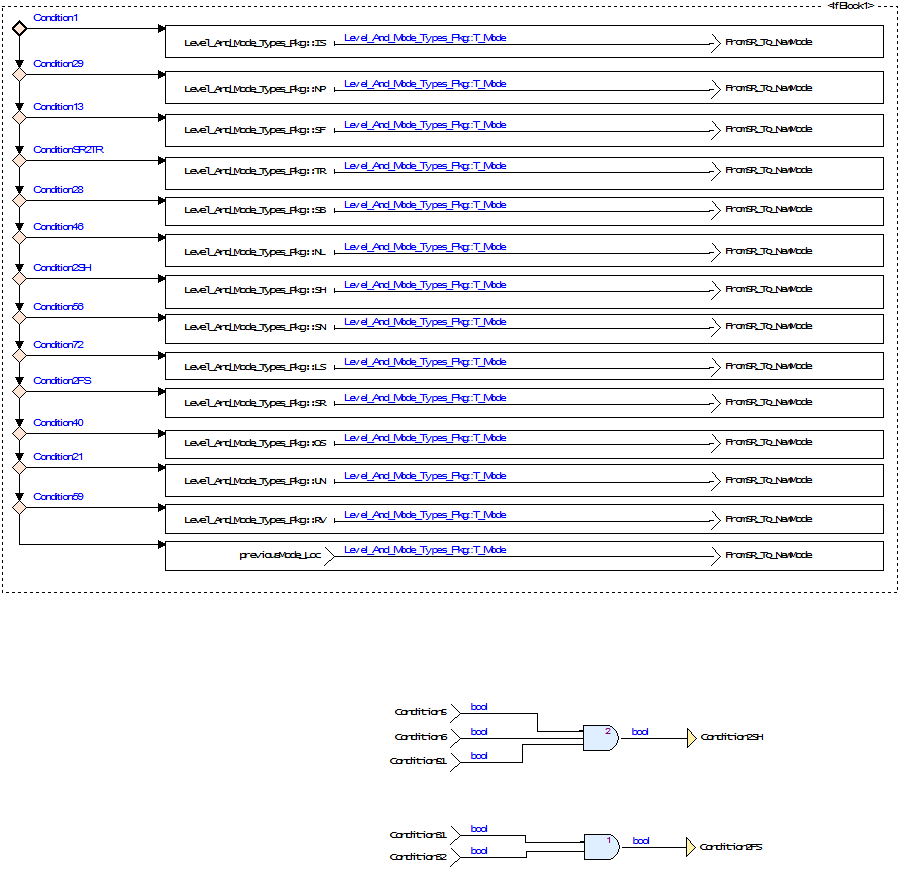 <IfBlock1>
Condition1
Level_And_Mode_Types_Pkg::IS Level_And_Mode_Types_Pkg::T_Mode FromSR_To_NewMode
Condition29
Level_And_Mode_Types_Pkg::NP Level_And_Mode_Types_Pkg::T_Mode FromSR_To_NewMode
Condition13
Level_And_Mode_Types_Pkg::SF Level_And_Mode_Types_Pkg::T_Mode FromSR_To_NewMode
ConditionSR2TR
Level_And_Mode_Types_Pkg::TR Level_And_Mode_Types_Pkg::T_Mode FromSR_To_NewMode
Condition28
Level_And_Mode_Types_Pkg::SB Level_And_Mode_Types_Pkg::T_Mode FromSR_To_NewMode
Condition46
Level_And_Mode_Types_Pkg::NL Level_And_Mode_Types_Pkg::T_Mode FromSR_To_NewMode
Condition2SH
Level_And_Mode_Types_Pkg::SH Level_And_Mode_Types_Pkg::T_Mode FromSR_To_NewMode
Condition56
Level_And_Mode_Types_Pkg::SN Level_And_Mode_Types_Pkg::T_Mode FromSR_To_NewMode
Condition72
Level_And_Mode_Types_Pkg::LS Level_And_Mode_Types_Pkg::T_Mode FromSR_To_NewMode
Condition2FS
Level_And_Mode_Types_Pkg::SR Level_And_Mode_Types_Pkg::T_Mode FromSR_To_NewMode
Condition40
Level_And_Mode_Types_Pkg::OS Level_And_Mode_Types_Pkg::T_Mode FromSR_To_NewMode
Condition21
Level_And_Mode_Types_Pkg::UN Level_And_Mode_Types_Pkg::T_Mode FromSR_To_NewMode
Condition59
Level_And_Mode_Types_Pkg::RV Level_And_Mode_Types_Pkg::T_Mode FromSR_To_NewMode
previousMode_Loc Level_And_Mode_Types_Pkg::T_Mode FromSR_To_NewMode
Condition5 bool
Condition6 bool 2 bool Condition2SH
bool
bool
bool 1 bool Condition2FS